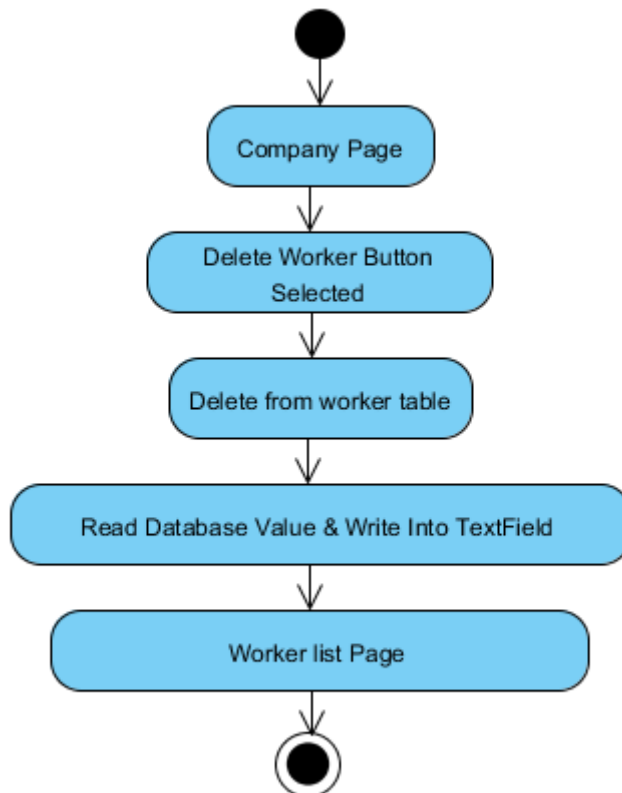 Company Page
Delete Worker Button
Selected
Delete from worker table
Read Database Value & Write Into TextField
Worker list Page